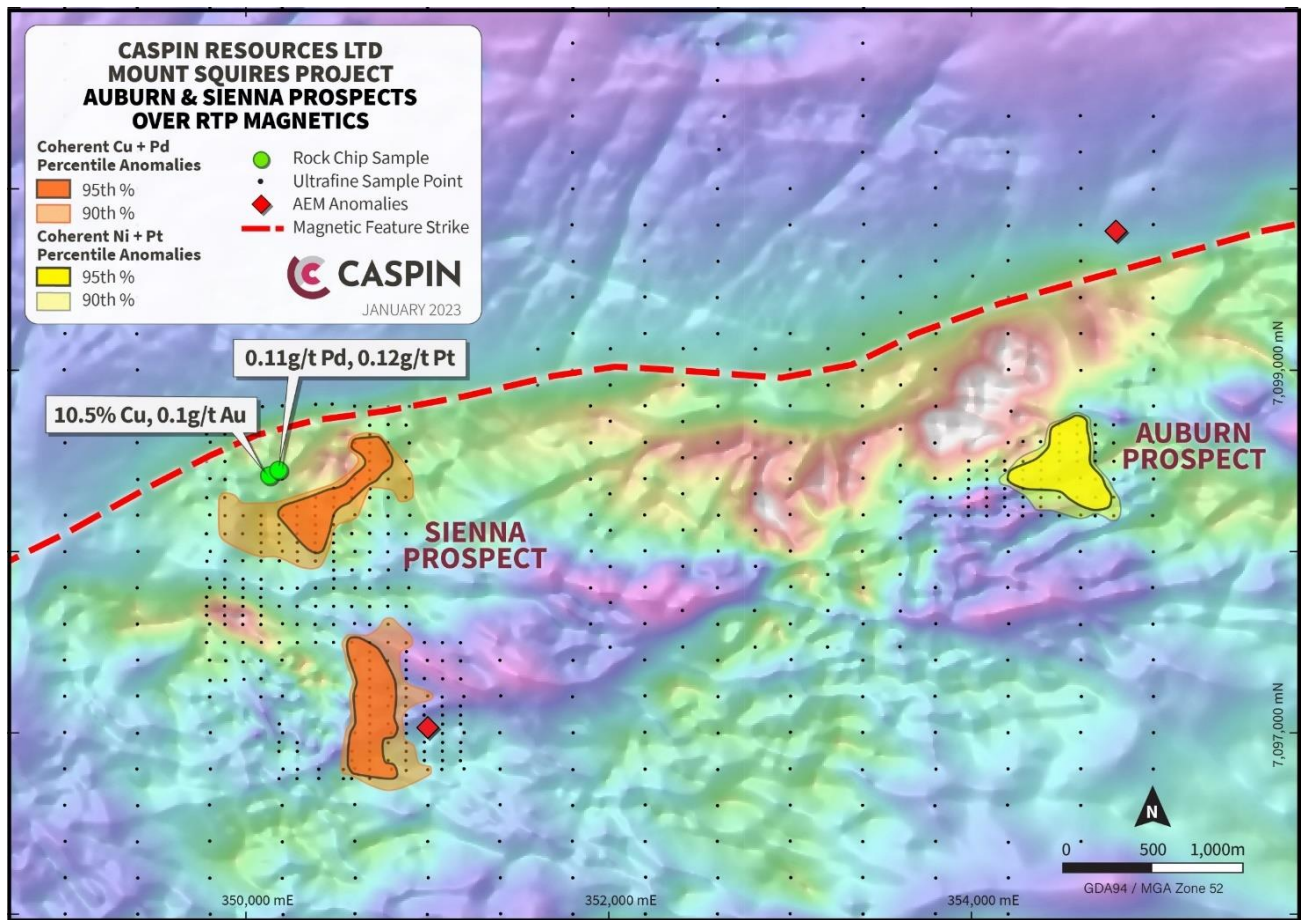 CASPIN RESOURCES LTD
MOUNT SQUIRES PROJECT
AUBURN & SIENNA PROSPECTS
OVER RTP MAGNETICS
Coherent Cu + Pd
Percentile Anomalies
95th %
90th %
Coherent Ni + Pt
Percentile Anomalies
95th %
90th %
Rock Chip Sample
Ultrafine Sample Point
AEM Anomalies
Magnetic Feature Strike
CASPIN
JANUARY 2023
0.11g/t Pd, 0.12g/t Pt
10.5% Cu, 0.1g/t Au
SIENNA
PROSPECT
AUBURN
PROSPECT
7,099,000 mN
7,097,000 mN
N
0 500 1,000m
GDA94 / MGA Zone 52
350,000 mE
352,000 mE
354,000 mE